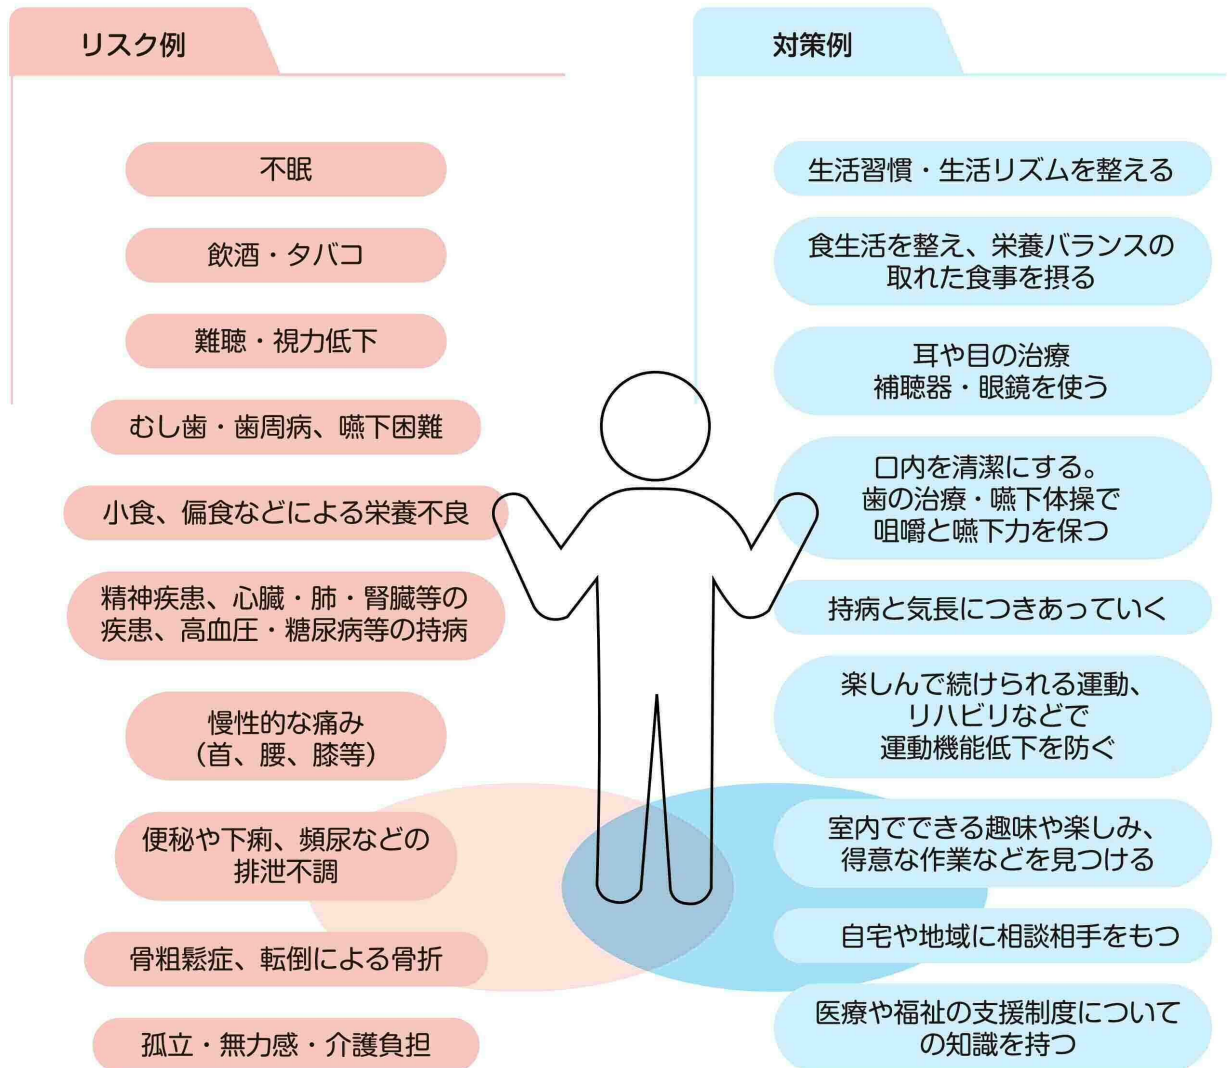 リスク例
不眠
飲酒・タバコ
難聴・視力低下
むし歯・歯周病、嚥下困難
小食、偏食などによる栄養不良
精神疾患、心臓・肺・腎臓等の
疾患、高血圧・糖尿病等の持病
慢性的な痛み
（首、腰、膝等）
便秘や下痢、頻尿などの
排泄不調
骨粗鬆症、転倒による骨折
孤立・無力感・介護負担
対策例
生活習慣・生活リズムを整える
食生活を整え、栄養バランスの
取れた食事を摂る
耳や目の治療
補聴器・眼鏡を使う
口内を清潔にする。
歯の治療・嚥下体操で
咀嚼と嚥下力を保つ
持病と気長につきあっていく
楽しんで続けられる運動、
リハビリなどで
運動機能低下を防ぐ
室内でできる趣味や楽しみ、
得意な作業などを見つける
自宅や地域に相談相手をもつ
医療や福祉の支援制度について
の知識を持つ